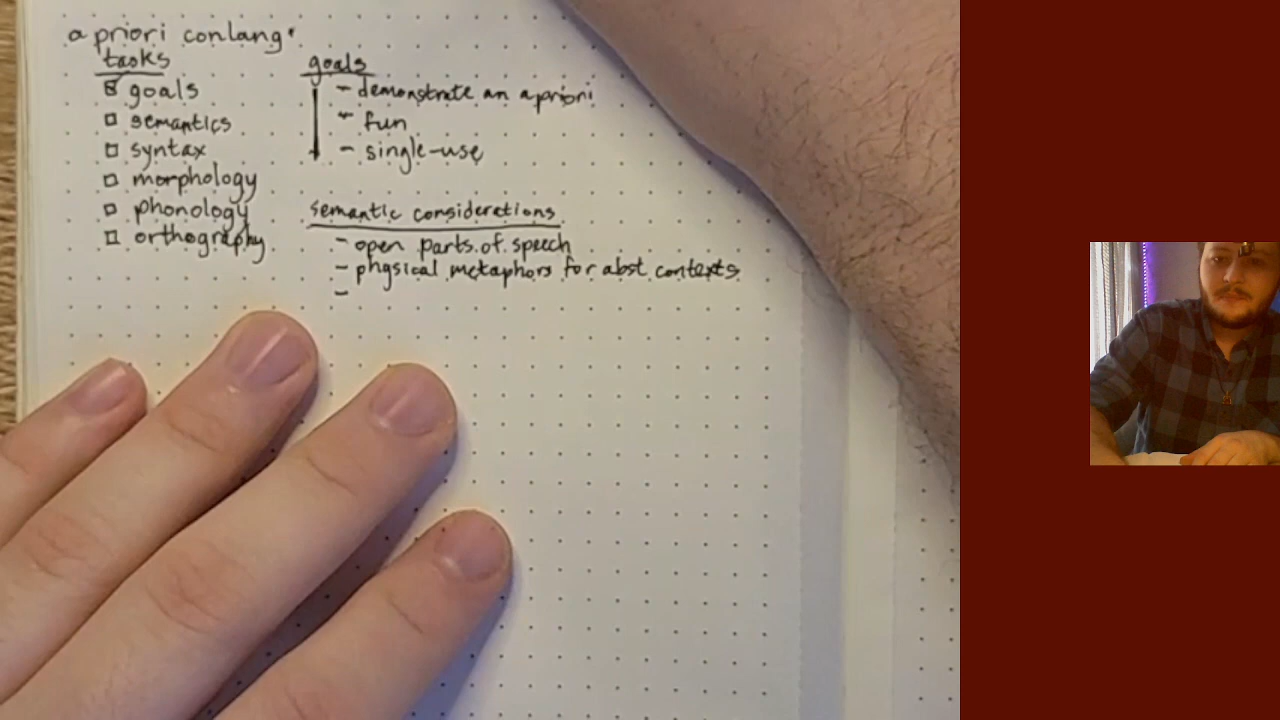 a priori conlang
tasks
goals
semantics
syntax
morphology
phonology
orthography
goals
- demonstrate an apriori
- fun
- single-use
semantic considerations
- open parts of speech
- physical metaphors for abst contexts
-